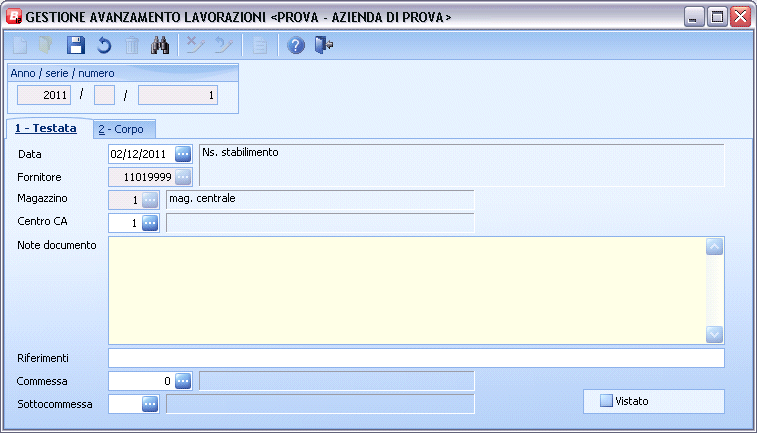 GESTIONE AVANZAMENTO LAVORAZIONI <PROVA - AZIENDA DI PROVA>
Anno / serie / numero
2011 / / 1
1 - Testata 2 - Corpo
Data 02/12/2011 ... Ns. stabilimento
Fornitore 11019999 ...
Magazzino 1 ... mag. centrale
Centro CA 1 ...
Note documento
Riferimenti
Commessa 0 ...
Sottocommessa ... Vistato